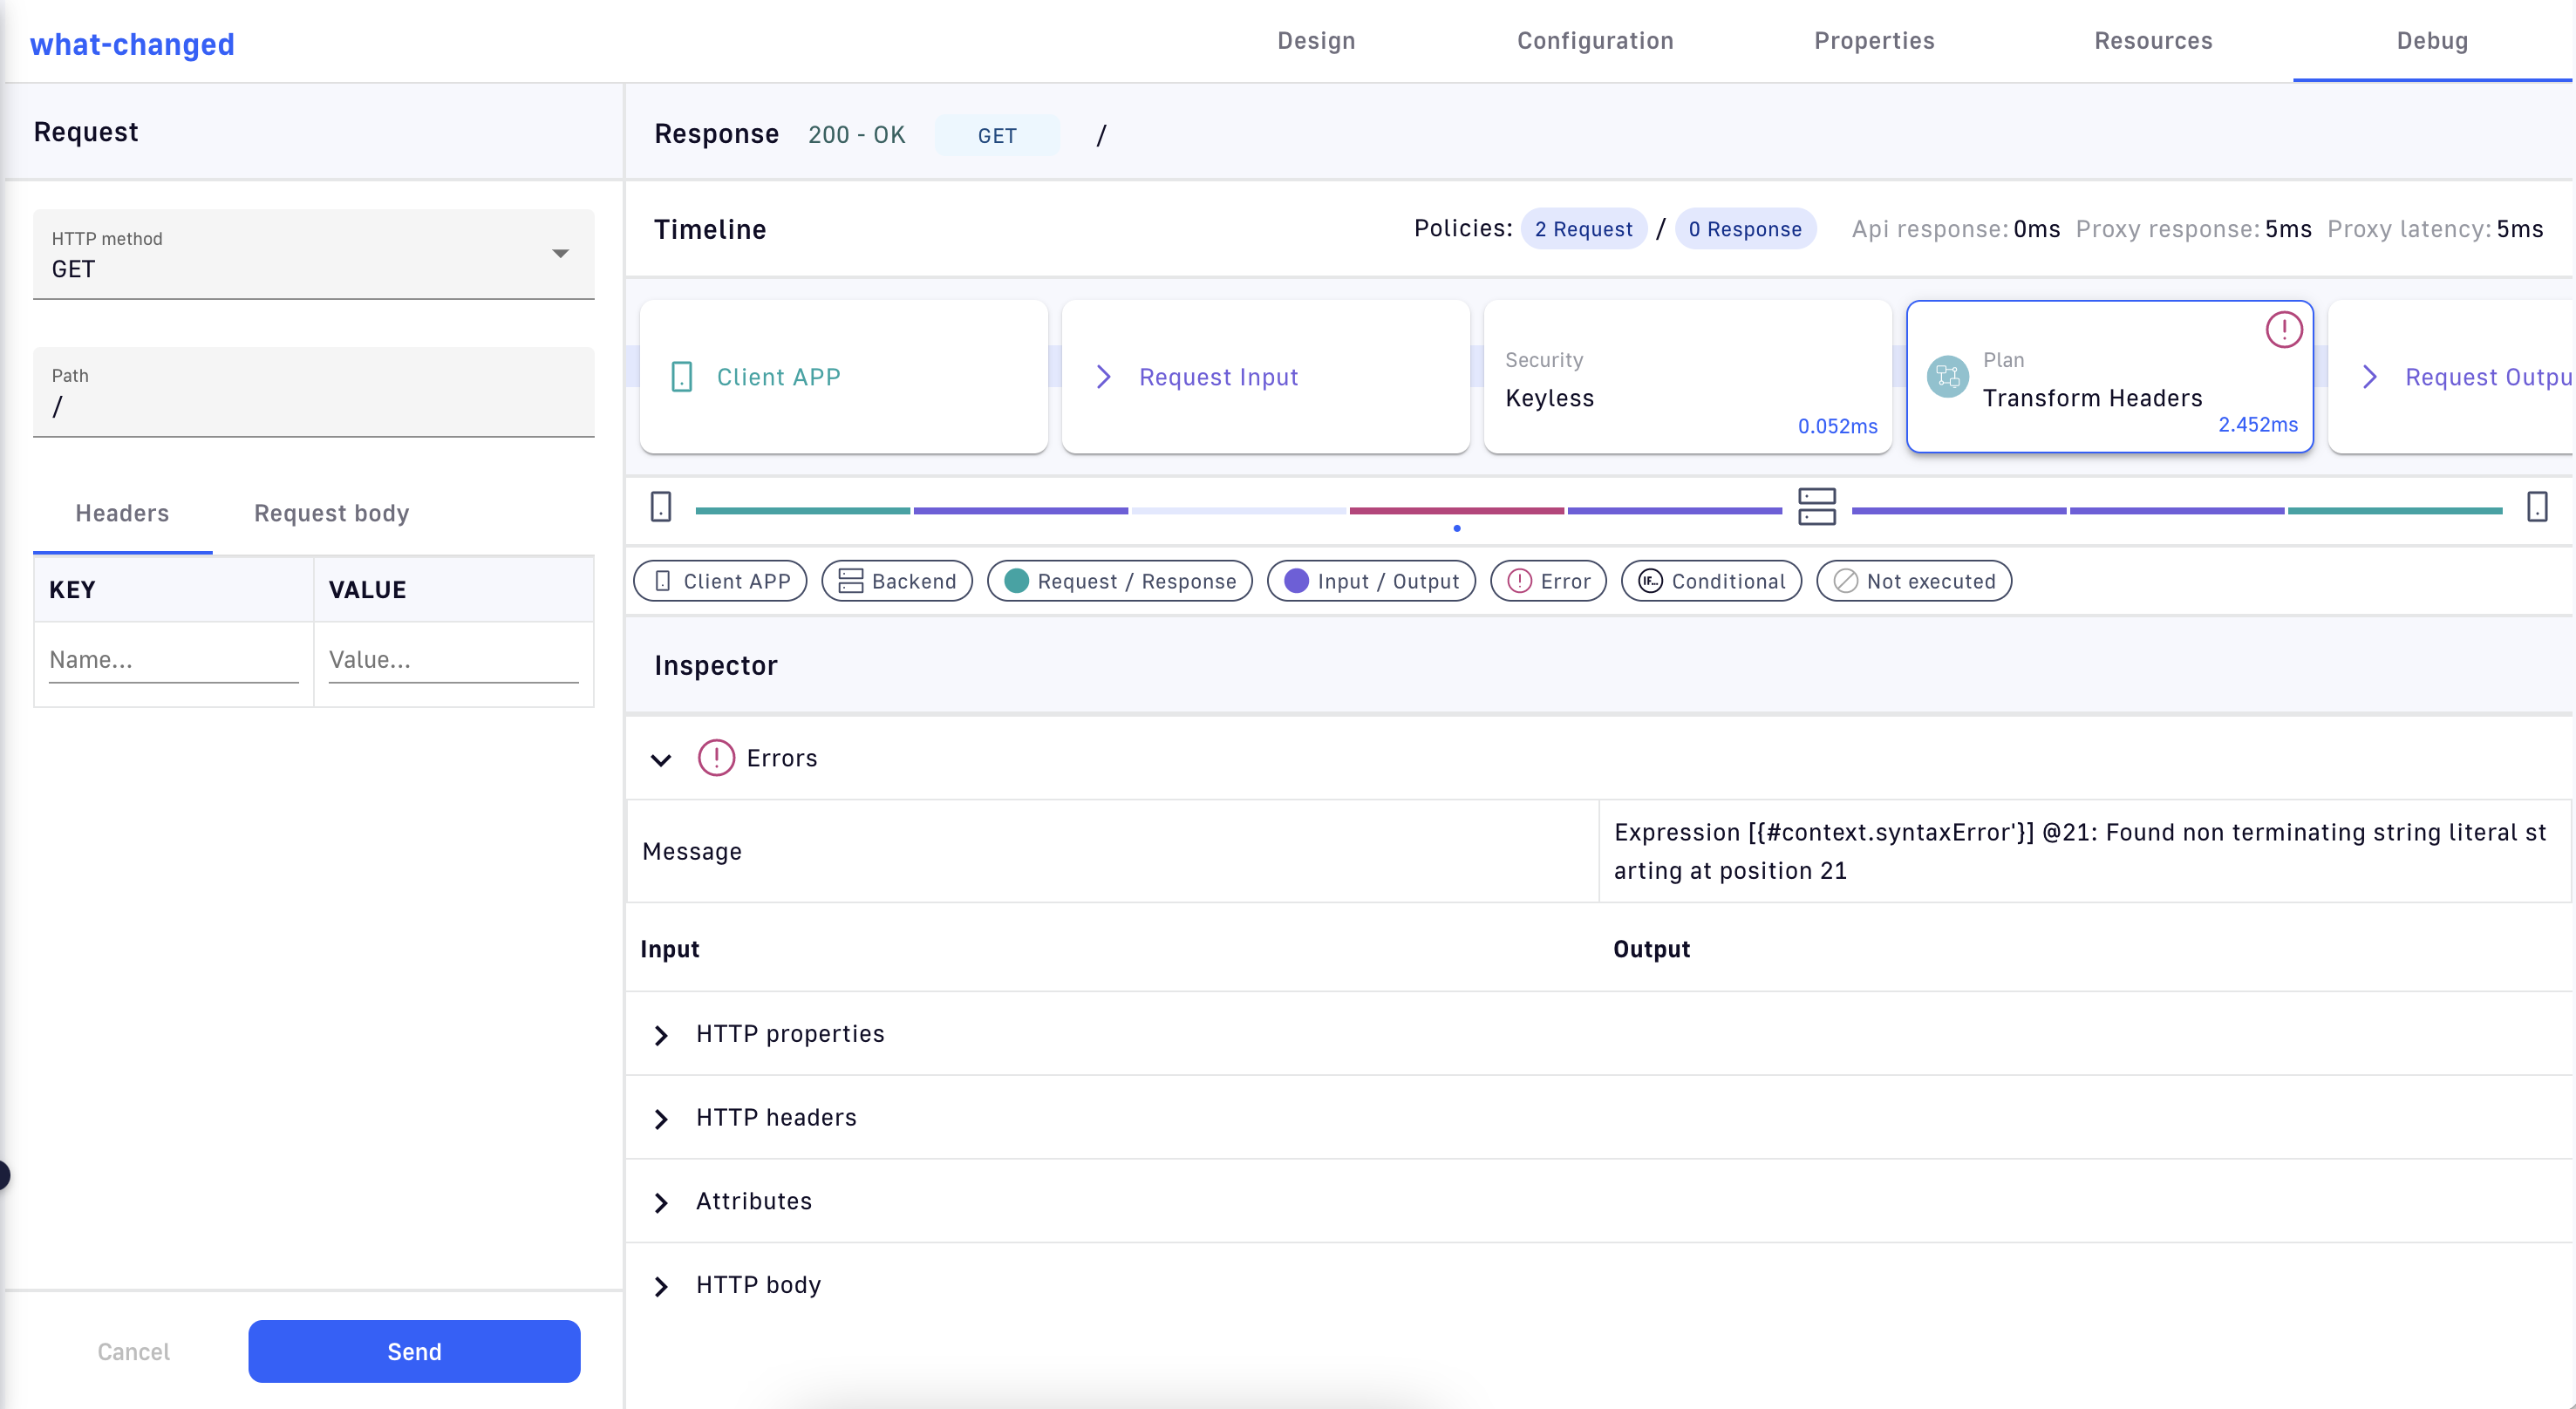 what-changed
Design
Configuration
Properties
Resources
Debug
Request
HTTP method
GET
Path
/
Headers
Request body
KEY
VALUE
Name...
Value...
Cancel
Send
Response 200 - OK GET /
Timeline
Policies: 2 Request / 0 Response
Api response: 0ms Proxy response: 5ms Proxy latency: 5ms
Client APP
Request Input
Security
Keyless
0.052ms
Plan
Transform Headers
2.452ms
Request Outpu
Client APP
Backend
Request / Response
Input / Output
Error
IF... Conditional
Not executed
Inspector
Errors
Message
Expression [{#context.syntaxError'}] @21: Found non terminating string literal st
arting at position 21
Input
Output
HTTP properties
HTTP headers
Attributes
HTTP body